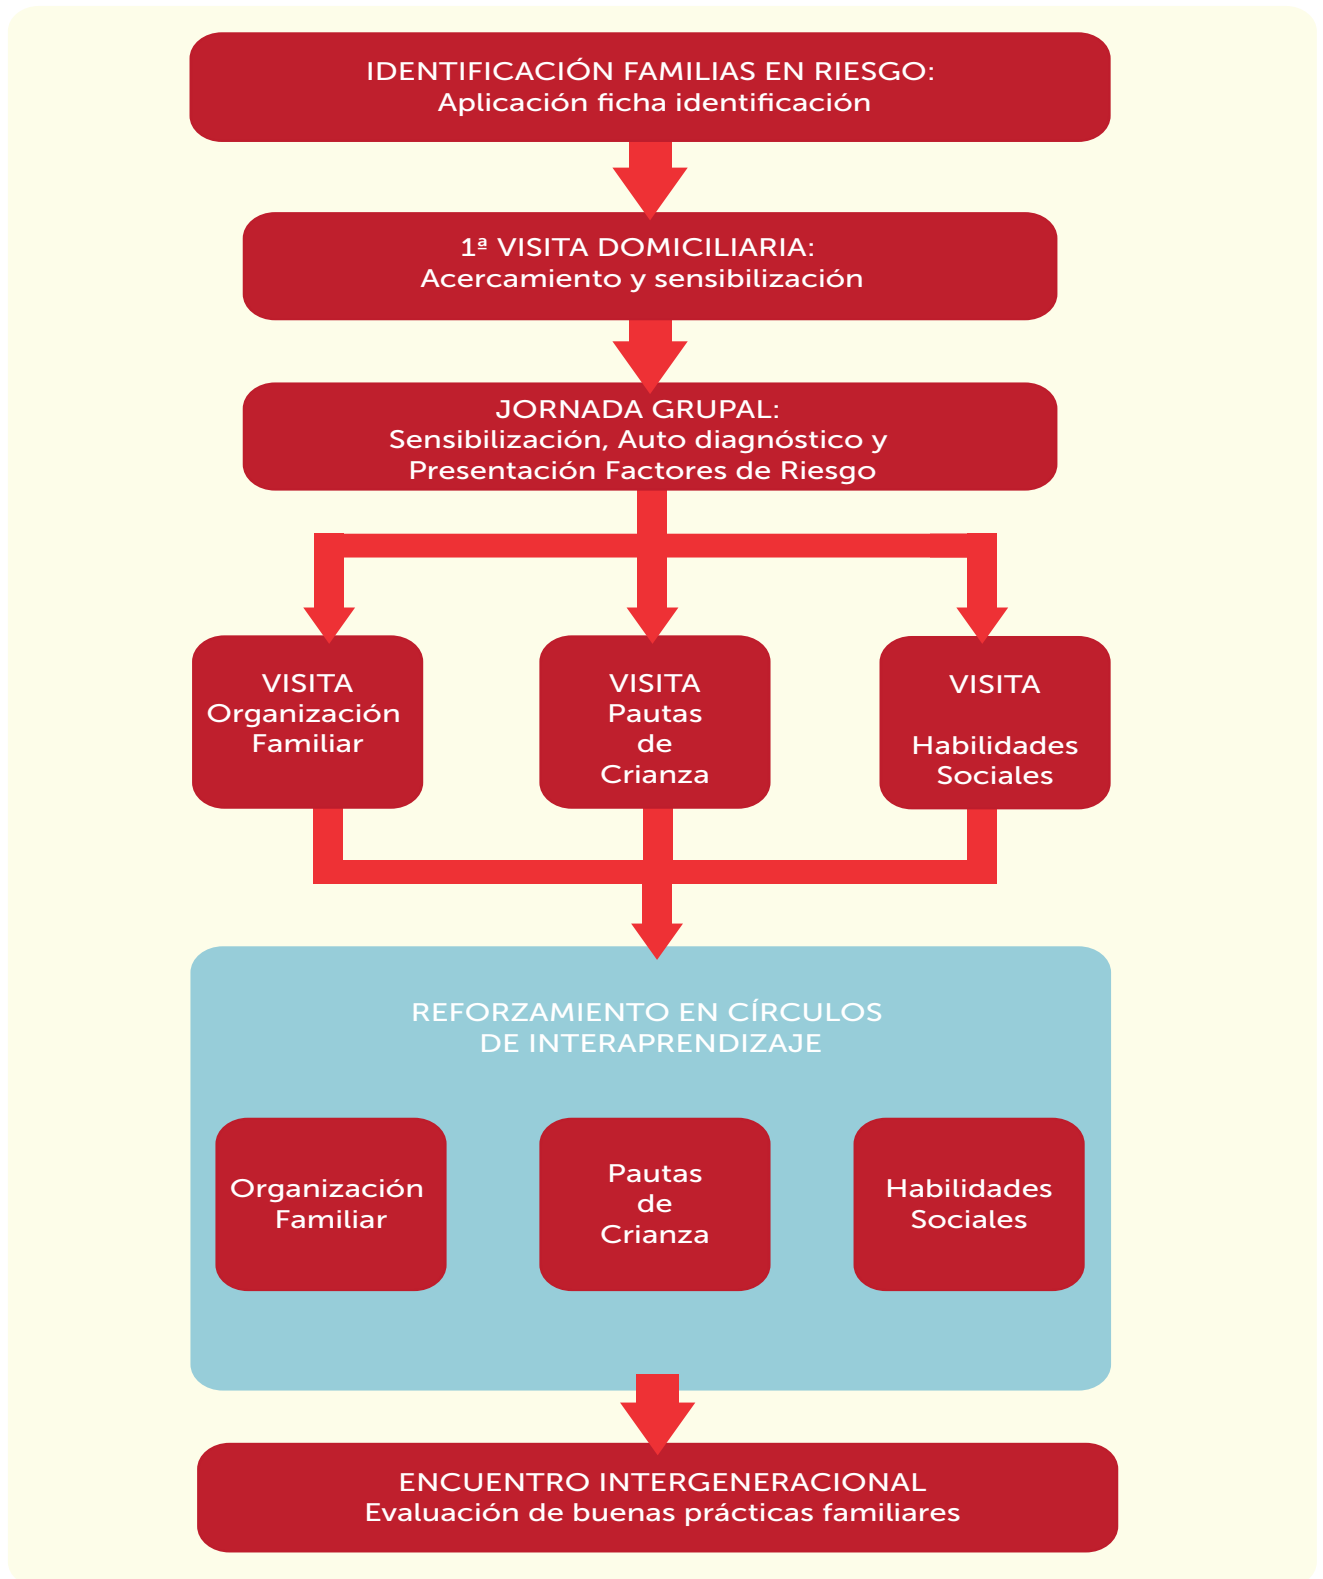 IDENTIFICACIÓN FAMILIAS EN RIESGO:
Aplicación ficha identificación
1ª VISITA DOMICILIARIA:
Acercamiento y sensibilización
JORNADA GRUPAL:
Sensibilización, Auto diagnóstico y
Presentación Factores de Riesgo
VISITA
Organización
Familiar
VISITA
Pautas
de
Crianza
VISITA
Habilidades
Sociales
REFORZAMIENTO EN CÍRCULOS
DE INTERAPRENDIZAJE
Organización
Familiar
Pautas
de
Crianza
Habilidades
Sociales
ENCUENTRO INTERGENERACIONAL
Evaluación de buenas prácticas familiares